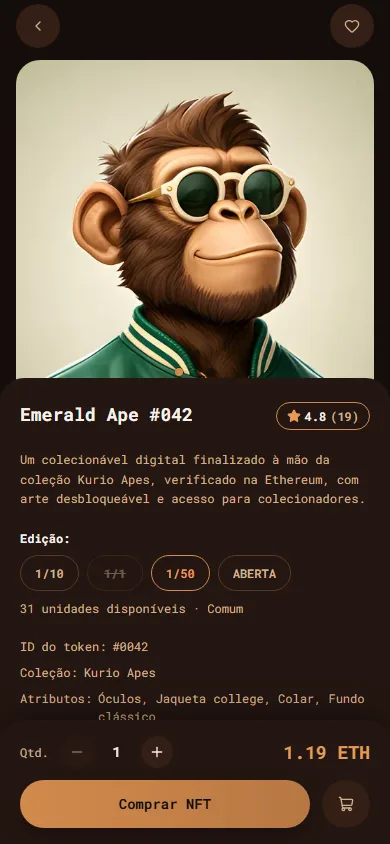 Emerald Ape #042
4.8 (19)
Um colecionável digital finalizado à mão da
coleção Kurio Apes, verificado na Ethereum, com
arte desbloqueável e acesso para colecionadores.
Edição:
1/10
1/1
1/50
ABERTA
31 unidades disponíveis · Comum
ID do token: #0042
Coleção: Kurio Apes
Atributos: Óculos, Jaqueta college, Colar, Fundo
clássico
Qtd.
1
1.19 ETH
Comprar NFT